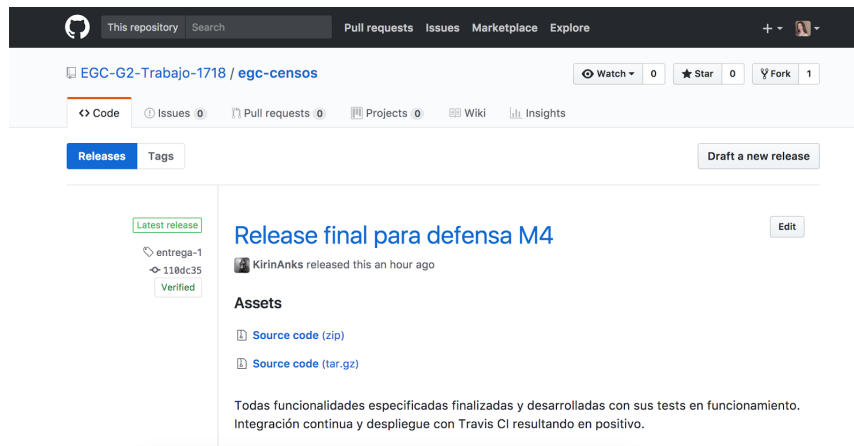 This repository Search Pull requests Issues Marketplace Explore
EGC-G2-Trabajo-1718 / egc-censos Watch 0 Star 0 Fork 1
Code Issues 0 Pull requests 0 Projects 0 Wiki Insights
Releases Tags Draft a new release
Latest release
entrega-1
110dc35
Verified
Release final para defensa M4 Edit
KirinAnks released this an hour ago
Assets
Source code (zip)
Source code (tar.gz)
Todas funcionalidades especificadas finalizadas y desarrolladas con sus tests en funcionamiento.
Integración continua y despliegue con Travis CI resultando en positivo.